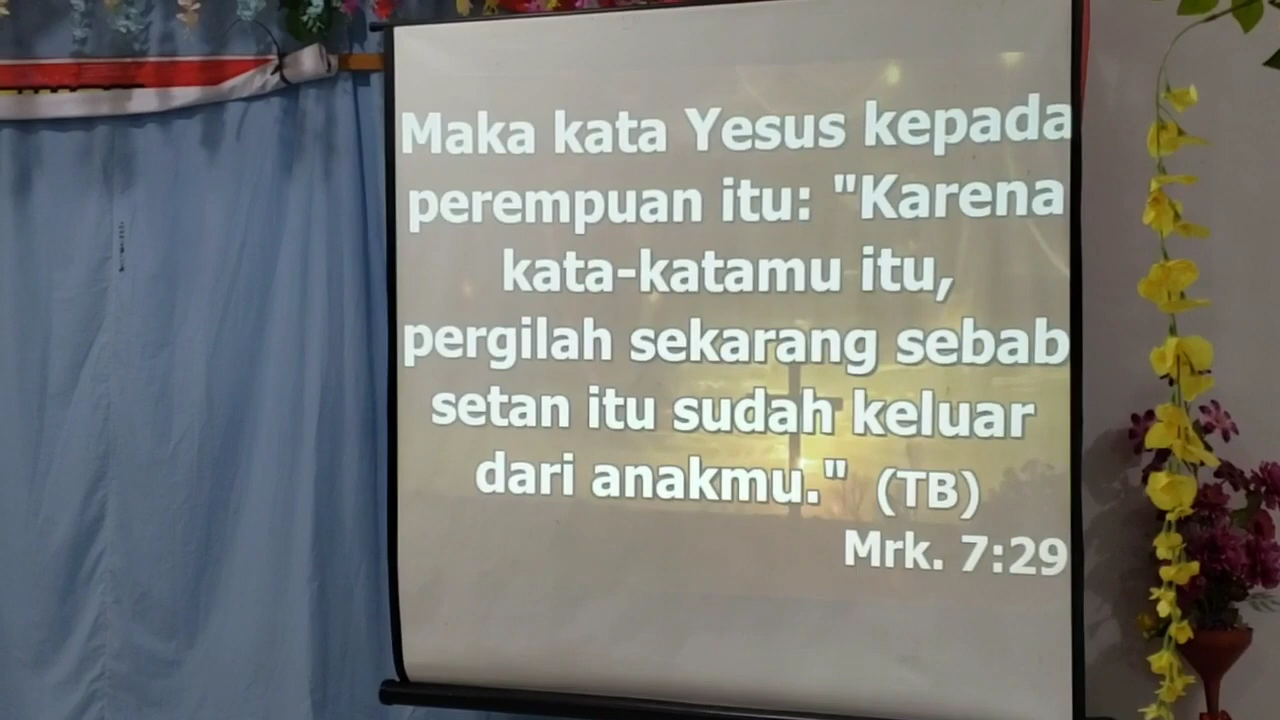 Maka kata Yesus kepada
perempuan itu: "Karena
kata-katamu itu,
pergilah sekarang sebab
setan itu sudah keluar
dari anakmu." (TB)
Mrk. 7:29